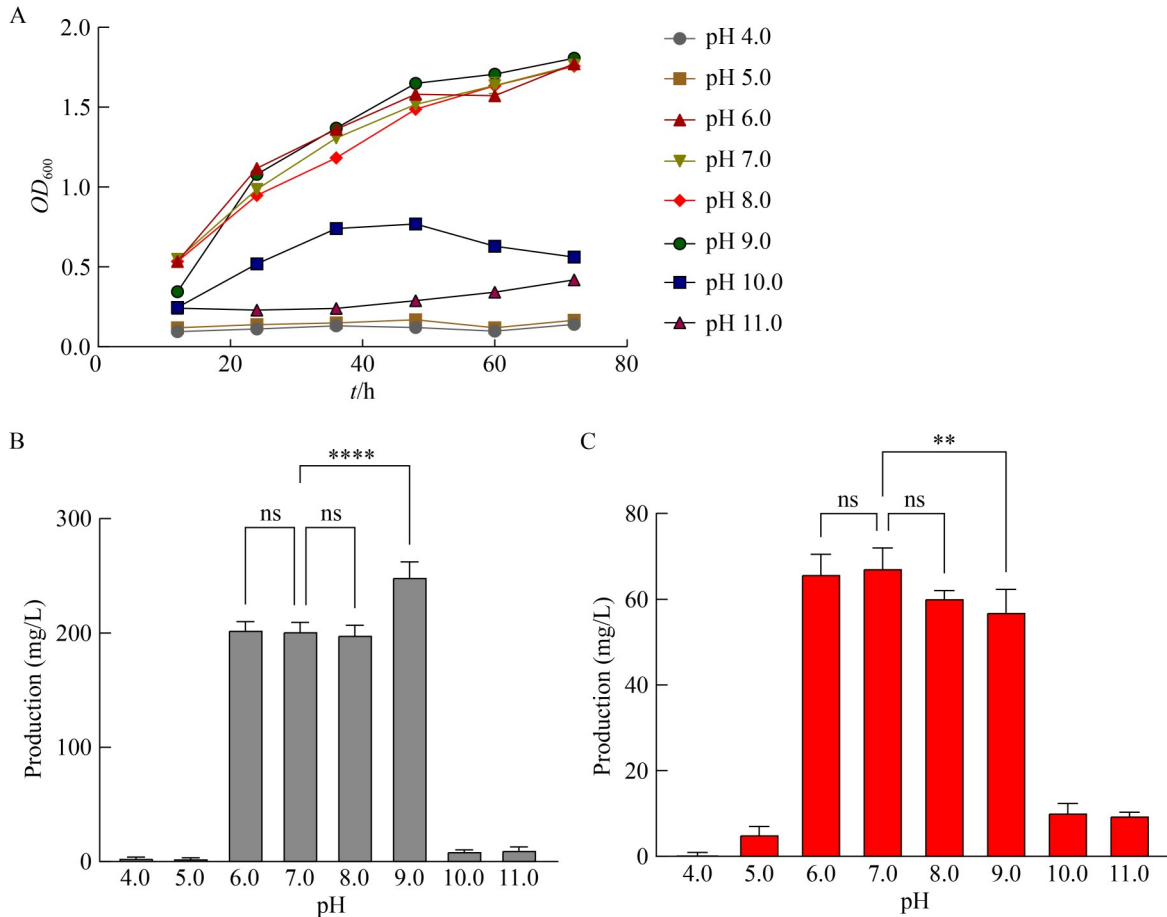 A
2.0
1.5
1.0
0.5
0.0
OD600
0
20
40
60
80
t/h
pH 4.0
pH 5.0
pH 6.0
pH 7.0
pH 8.0
pH 9.0
pH 10.0
pH 11.0
B
****
ns
ns
300
200
100
0
Production (mg/L)
4.0
5.0
6.0
7.0
8.0
9.0
10.0
11.0
pH
C
**
ns
ns
80
60
40
20
0
Production (mg/L)
4.0
5.0
6.0
7.0
8.0
9.0
10.0
11.0
pH